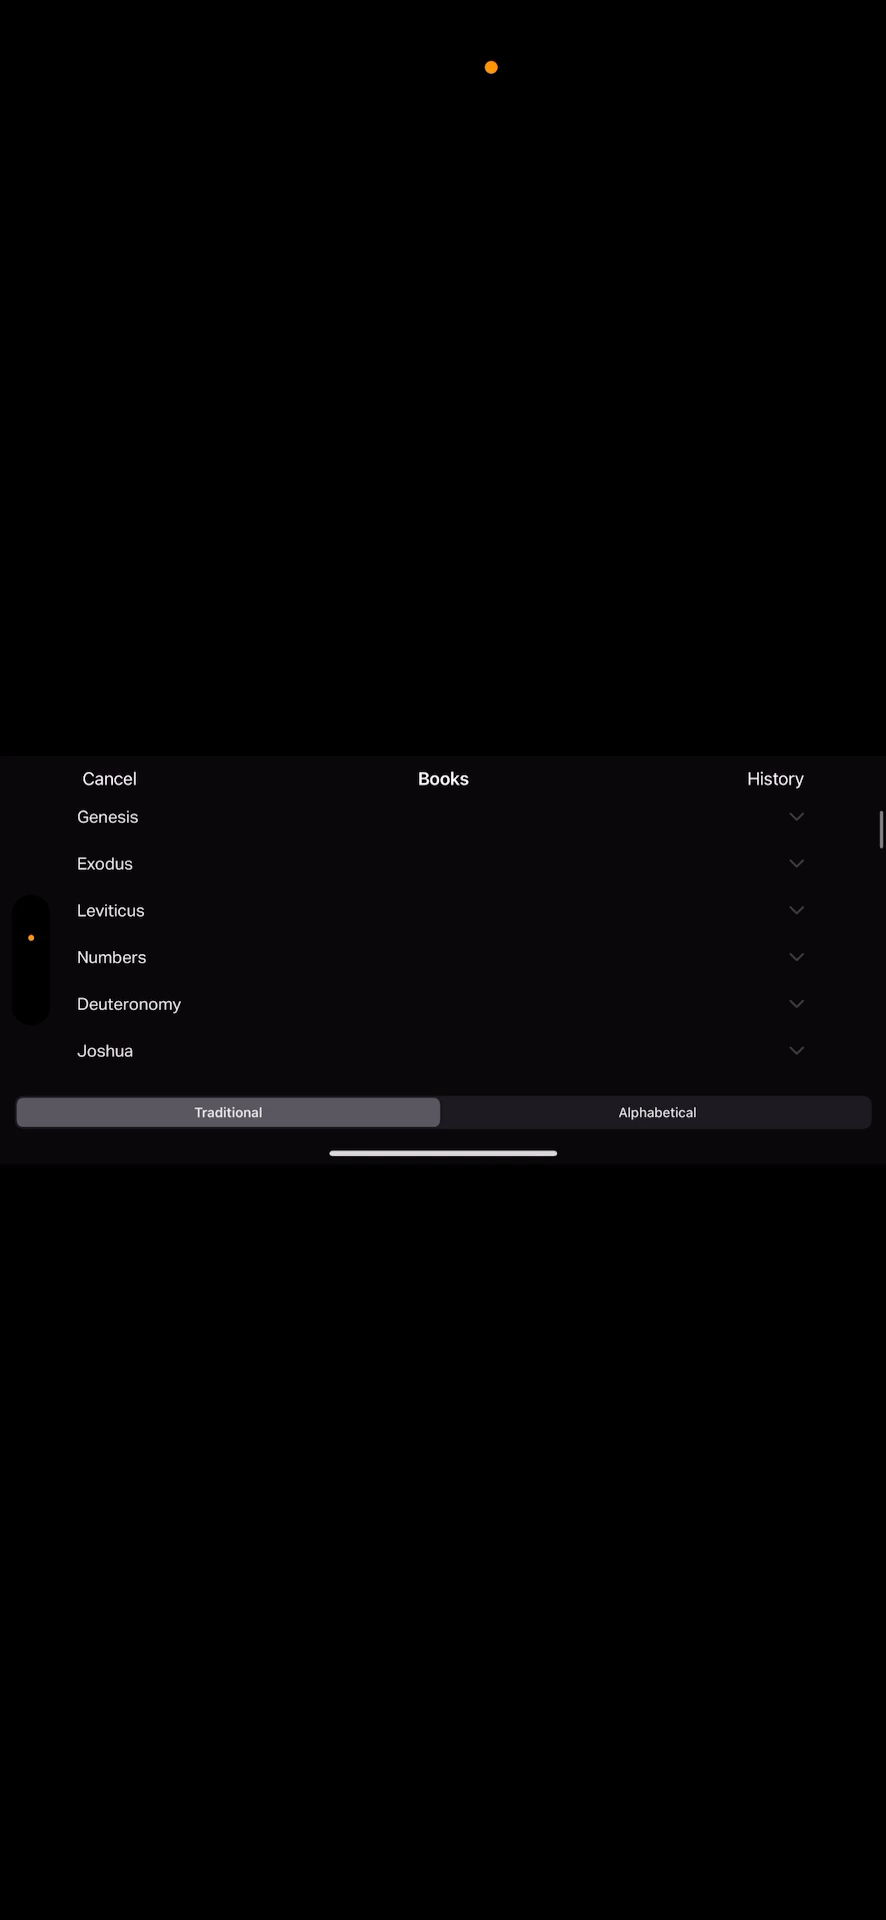 Cancel Books History
Genesis
Exodus
Leviticus
Numbers
Deuteronomy
Joshua
Traditional Alphabetical